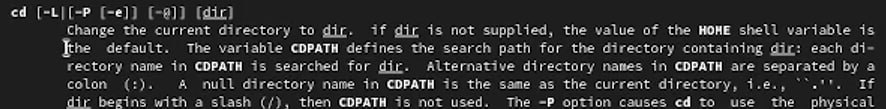 cd [-L|[-P [-e]] [-@]] [dir]
Change the current directory to dir.  if dir is not supplied, the value of the HOME shell variable is
the  default.  The variable CDPATH defines the search path for the directory containing dir: each di-
rectory name in CDPATH is searched for dir.  Alternative directory names in CDPATH are separated by a
colon  (:).   A  null directory name in CDPATH is the same as the current directory, i.e., ``.''.  If
dir begins with a slash (/), then CDPATH is not used.  The -P option causes cd to  use  the  physical